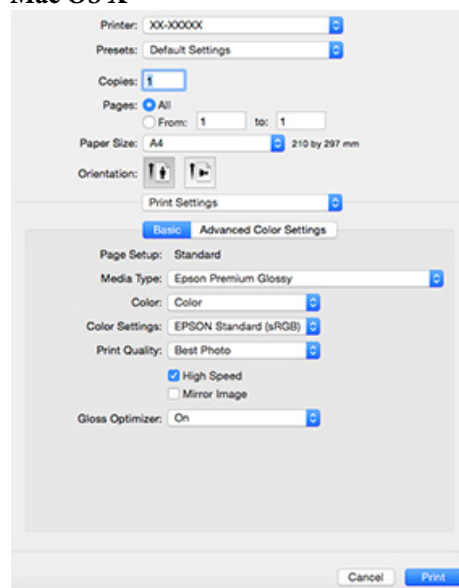 Mac OS X
Printer: XX-XXXXX
Presets: Default Settings
Copies: 1
Pages: All
From: 1 to: 1
Paper Size: A4 210 by 297 mm
Orientation:
Print Settings
Basic Advanced Color Settings
Page Setup: Standard
Media Type: Epson Premium Glossy
Color: Color
Color Settings: EPSON Standard (sRGB)
Print Quality: Best Photo
High Speed
Mirror Image
Gloss Optimizer: On
Cancel Print